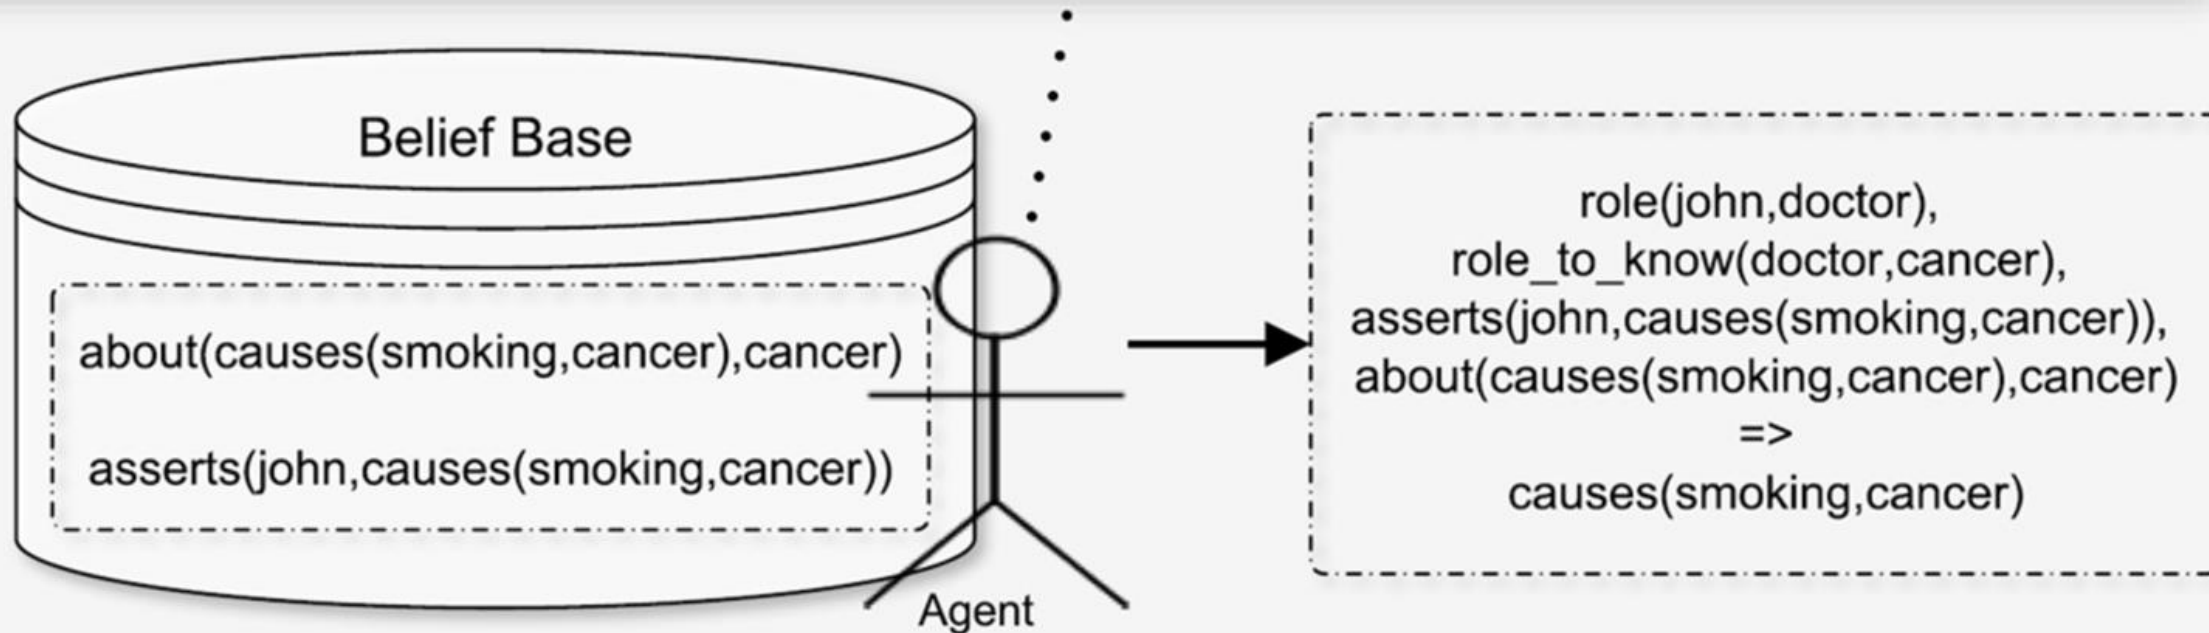 Belief Base
about(causes(smoking,cancer),cancer)
asserts(john,causes(smoking,cancer))
Agent
role(john,doctor),
role_to_know(doctor,cancer),
asserts(john,causes(smoking,cancer)),
about(causes(smoking,cancer),cancer)
=>
causes(smoking,cancer)